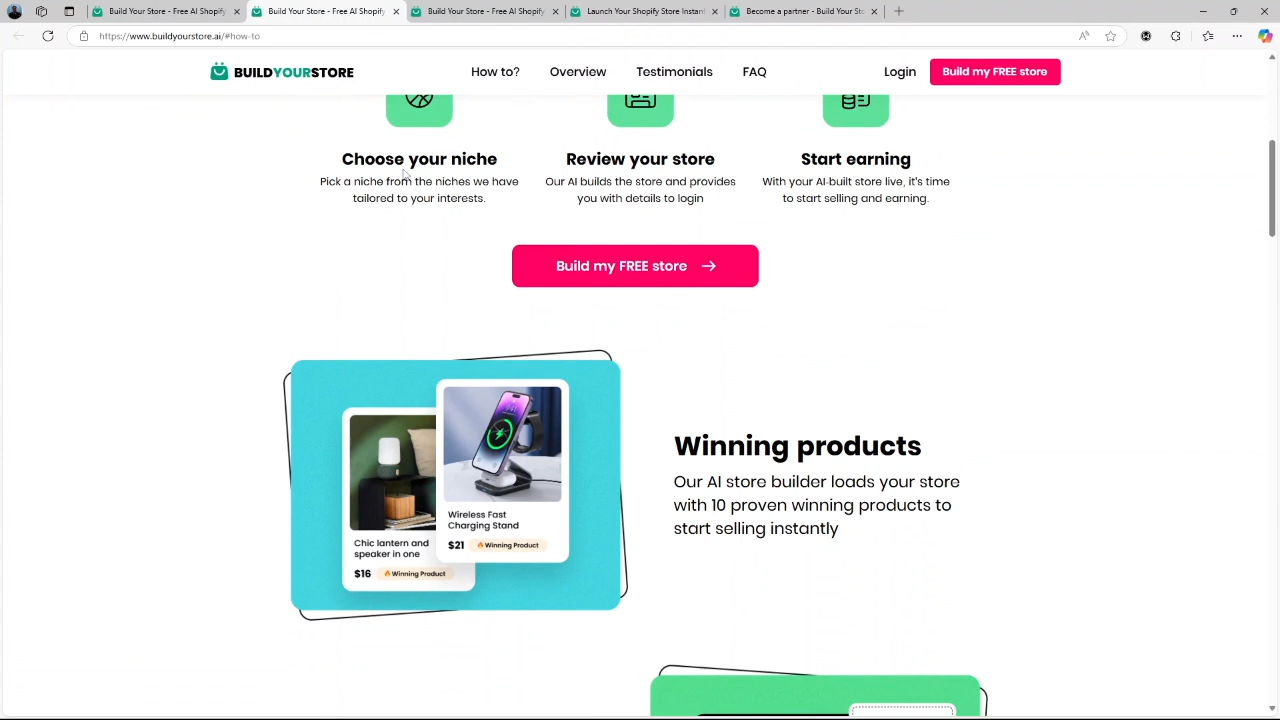 Build Your Store - Free AI Shopify
Build Your Store - Free AI Shopify
Build Your Store - Free AI Shopify
Launch Your Shopify Store Instan
Become a partner - Build Your Sto
https://www.buildyourstore.ai/#how-to
BUILDYOURSTORE
How to?
Overview
Testimonials
FAQ
Login
Build my FREE store
Choose your niche
Pick a niche from the niches we have
tailored to your interests.
Review your store
Our AI builds the store and provides
you with details to login
Start earning
With your AI-built store live, it's time
to start selling and earning.
Build my FREE store
Chic lantern and
speaker in one
$16
Winning Product
Wireless Fast
Charging Stand
$21
Winning Product
Winning products
Our AI store builder loads your store
with 10 proven winning products to
start selling instantly